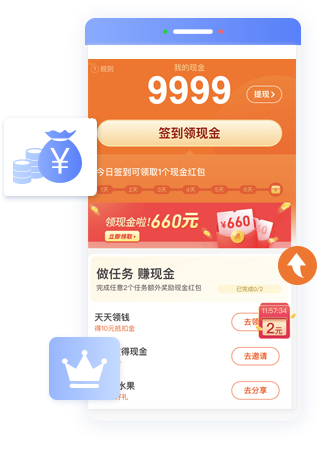 规则
我的现金
9999
提现 >
签到领现金
今日签到可领取1个现金红包
1天 2天 3天 4天 5天 6天
领现金啦!660元
立即领取
¥660
做任务 赚现金
完成任意2个任务额外奖励现金红包
已完成0/2
天天领钱
得10元抵扣金
去领
11:57:34
2元
得现金
去邀请
水果
好礼
去分享
¥